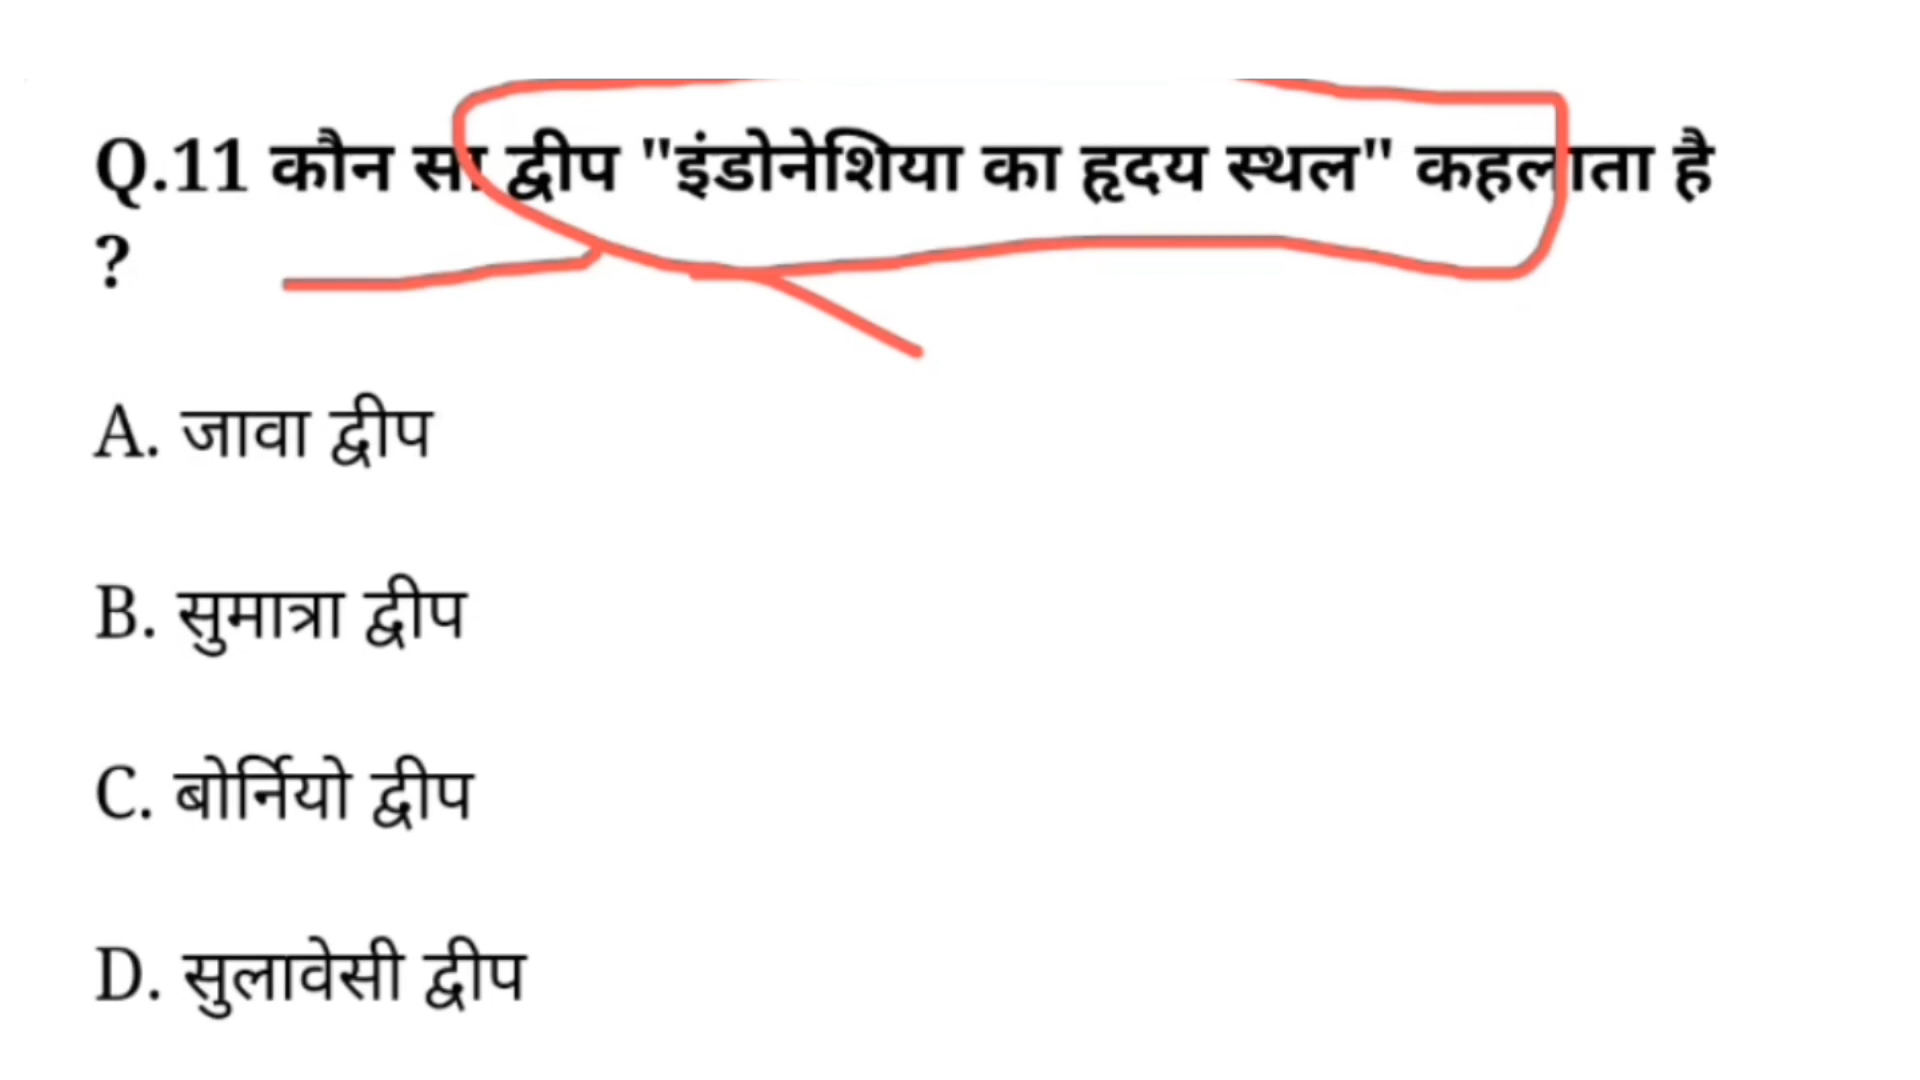 Q.11 कौन सा द्वीप "इंडोनेशिया का हृदय स्थल" कहलाता है
?
A. जावा द्वीप
B. सुमात्रा द्वीप
C. बोर्नियो द्वीप
D. सुलावेसी द्वीप